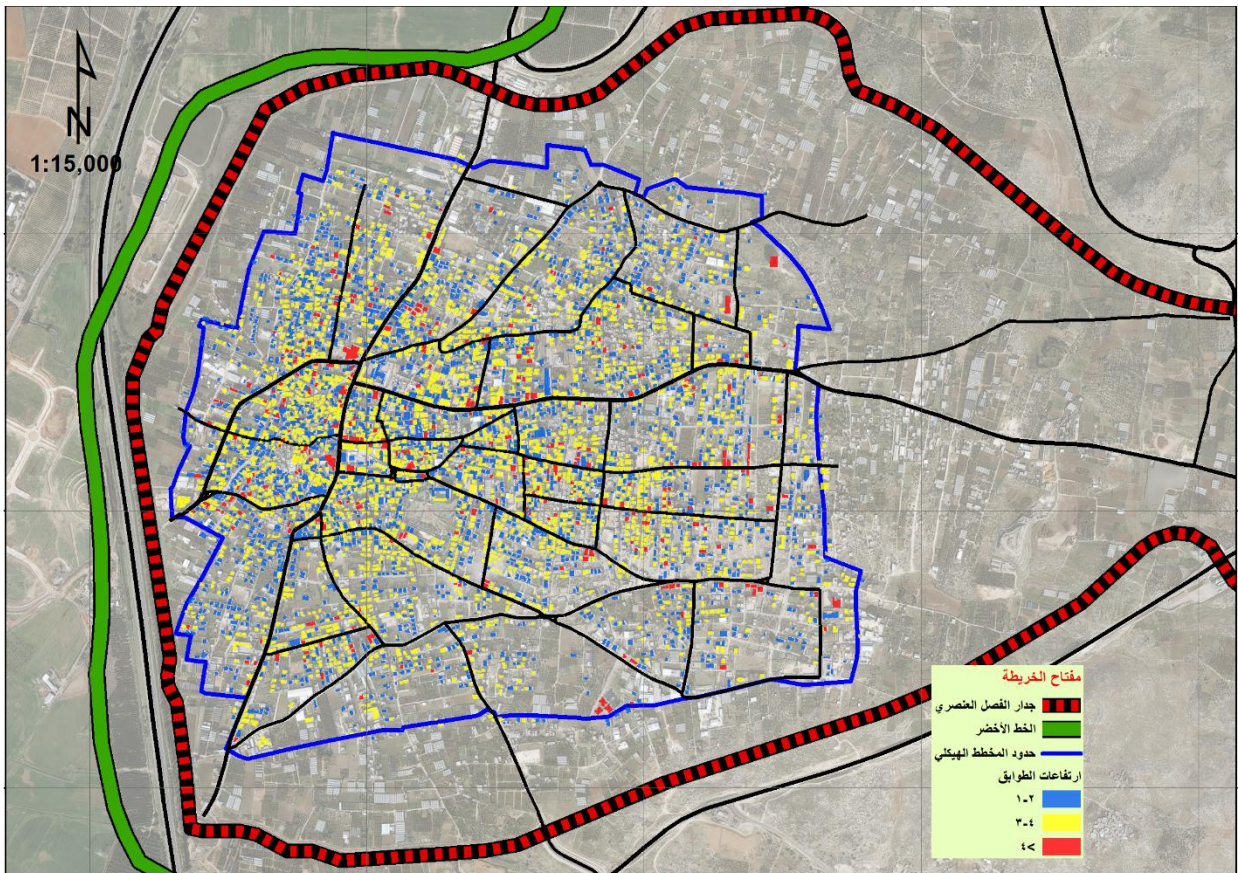 N
1:15,000
مفتاح الخريطة
جدار الفصل العنصري
الخط الأخضر
حدود المخطط الهيكلي
ارتفاعات الطوابق
١-٢
٣-٤
٤<